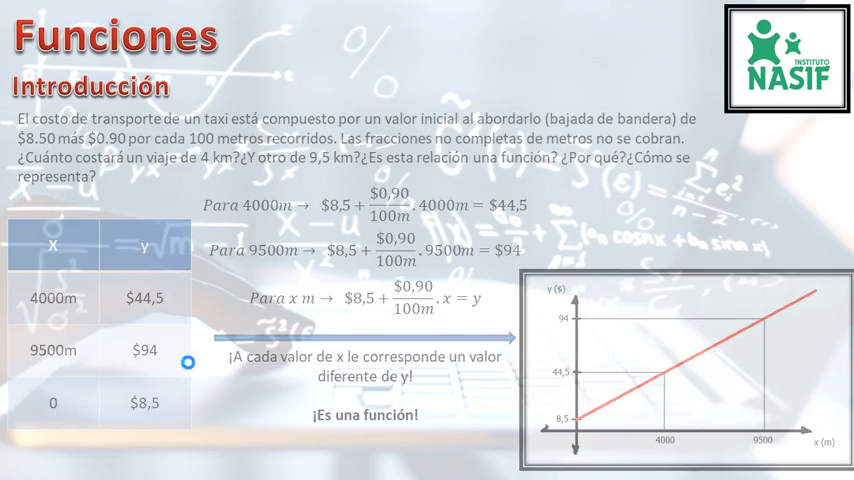 Funciones
INSTITUTO
NASIF
Introducción
El costo de transporte de un taxi está compuesto por un valor inicial al abordarlo (bajada de bandera) de
$8.50 más $0.90 por cada 100 metros recorridos. Las fracciones no completas de metros no se cobran.
¿Cuánto costará un viaje de 4 km?¿Y otro de 9,5 km?¿Es esta relación una función? ¿Por qué?¿Cómo se
representa?
Para 4000m → $8,5 + $0,90/100m . 4000m = $44,5
Para 9500m → $8,5 + $0,90/100m . 9500m = $94
Para x m → $8,5 + $0,90/100m . x = y
X y
4000m $44,5
9500m $94
0 $8,5
¡A cada valor de x le corresponde un valor
diferente de y!
¡Es una función!
y ($)
94
44,5
8,5
4000 9500
x (m)